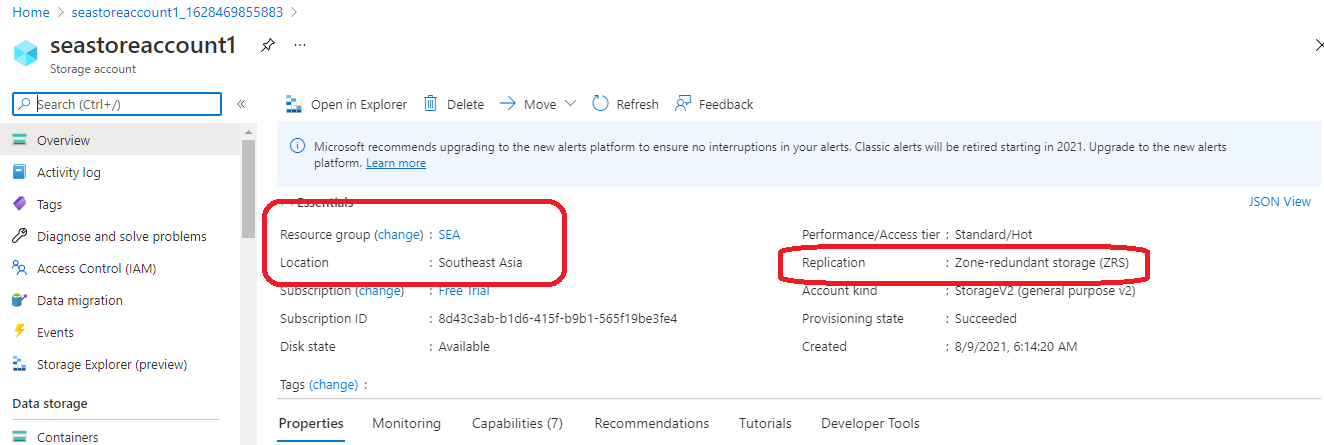 Home > seastoreaccount1_1628469855883 >
seastoreaccount1
Storage account
Search (Ctrl+/)
«
Open in Explorer Delete Move Refresh Feedback
Overview
Activity log
Tags
Diagnose and solve problems
Access Control (IAM)
Data migration
Events
Storage Explorer (preview)
Data storage
Containers
Microsoft recommends upgrading to the new alerts platform to ensure no interruptions in your alerts. Classic alerts will be retired starting in 2021. Upgrade to the new alerts
platform. Learn more
Essentials
JSON View
Resource group (change) : SEA
Location : Southeast Asia
Subscription (change) : Free Trial
Subscription ID : 8d43c3ab-b1d6-415f-b9b1-565f19be3fe4
Disk state : Available
Performance/Access tier : Standard/Hot
Replication : Zone-redundant storage (ZRS)
Account kind : StorageV2 (general purpose v2)
Provisioning state : Succeeded
Created : 8/9/2021, 6:14:20 AM
Tags (change) :
Properties Monitoring Capabilities (7) Recommendations Tutorials Developer Tools